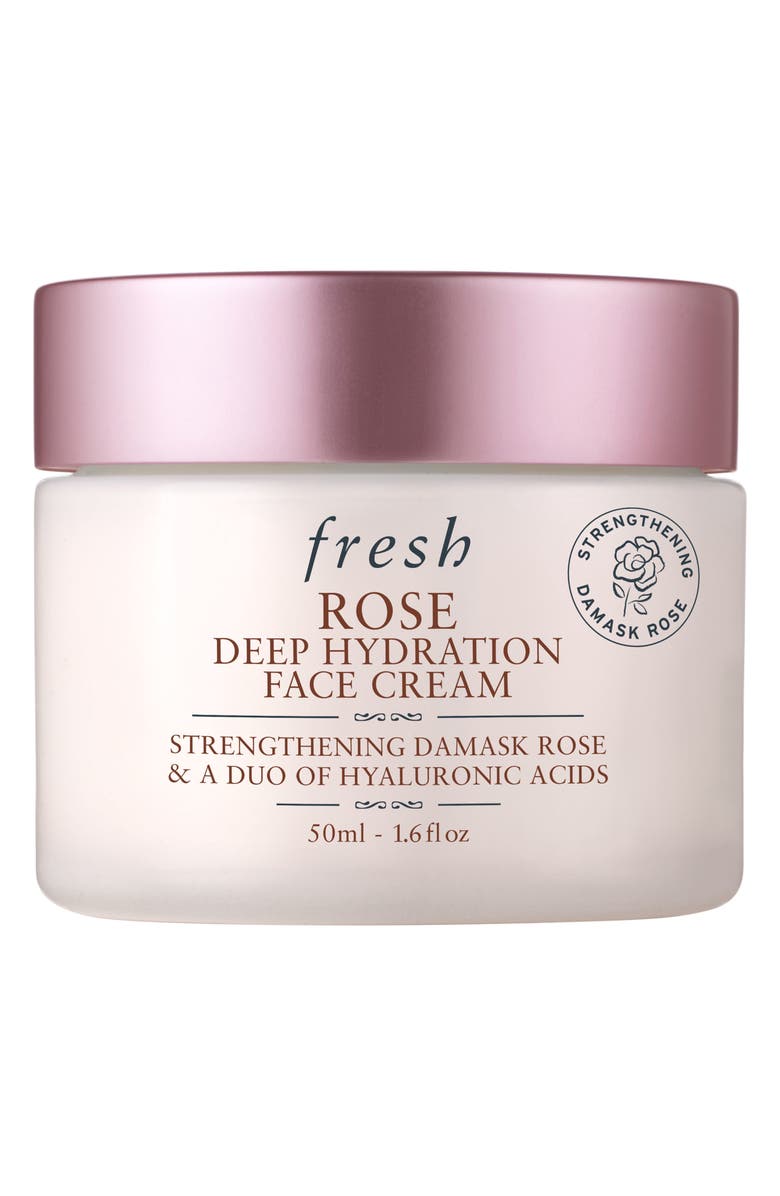 fresh
ROSE
DEEP HYDRATION
FACE CREAM
STRENGTHENING DAMASK ROSE
& A DUO OF HYALURONIC ACIDS
50ml - 1.6 fl oz
STRENGTHENING
DAMASK ROSE